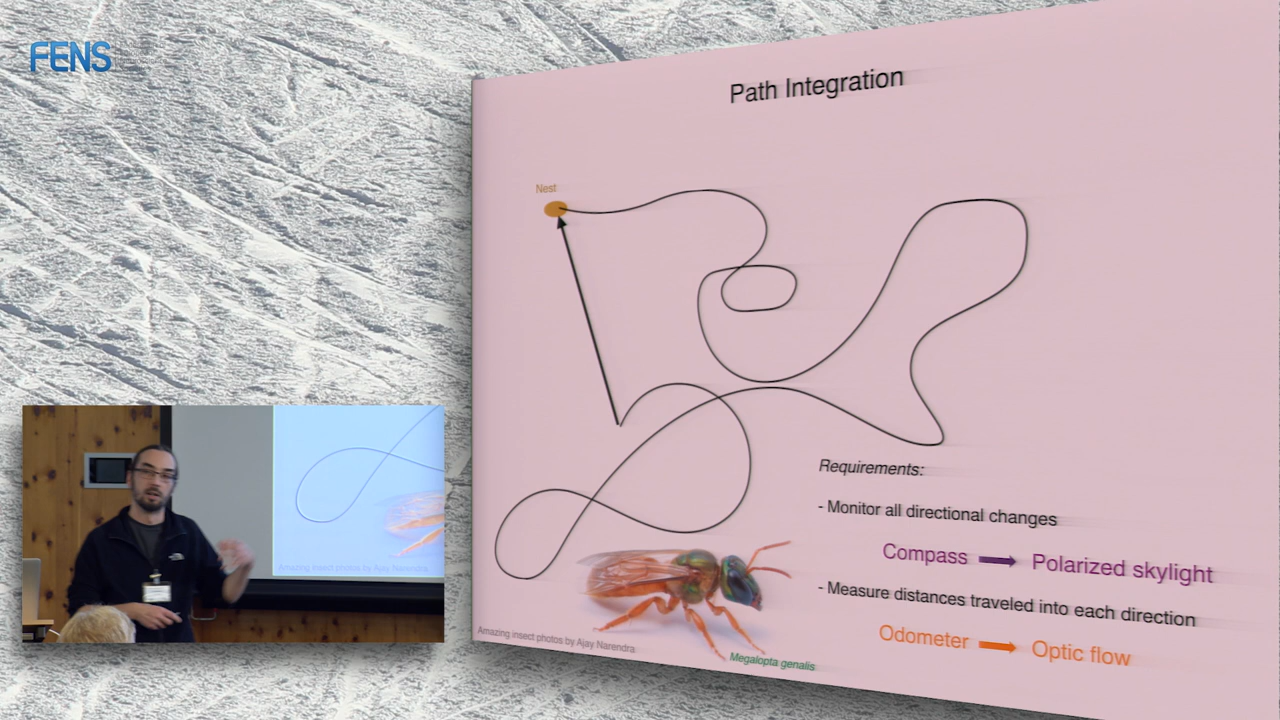 FENS
Path Integration
Nest
Requirements:
- Monitor all directional changes
Compass Polarized skylight
- Measure distances traveled into each direction
Odometer Optic flow
Amazing insect photos by Ajay Narendra
Megalopta genalis
Amazing insect photos by Ajay Narendra